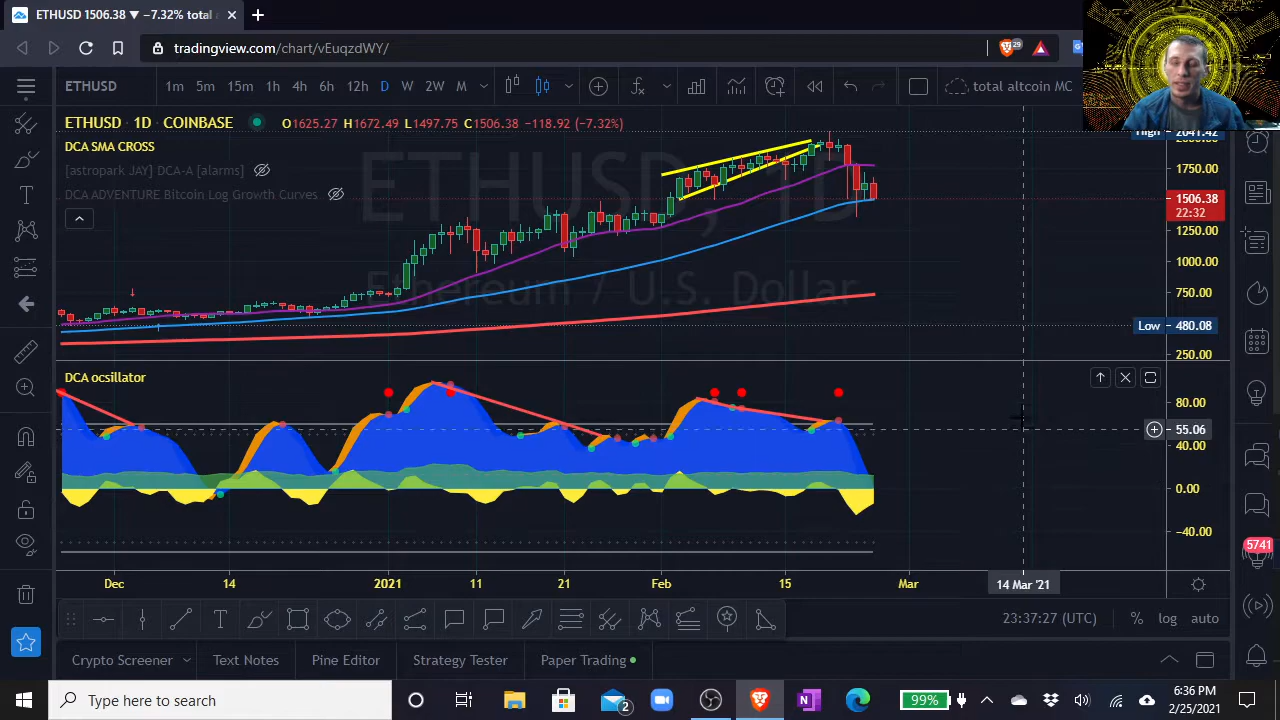 ETHUSD 1506.38 ▼ −7.32% total a
tradingview.com/chart/vEuqzdWY/
29
ETHUSD 1m 5m 15m 1h 4h 6h 12h D W 2W M total altcoin MC
ETHUSD · 1D · COINBASE O1625.27 H1672.49 L1497.75 C1506.38 −118.92 (−7.32%)
High 2041.42
DCA SMA CROSS
[astropark JAY] DCA-A [alarms]
DCA ADVENTURE Bitcoin Log Growth Curves
ETHUSD, 1D
Ethereum / U.S. Dollar
1750.00
1506.38
22:32
1250.00
1000.00
750.00
Low 480.08
250.00
DCA ocsillator
80.00
55.06
40.00
0.00
−40.00
5741
Dec 14 2021 11 21 Feb 15 Mar 14 Mar '21
23:37:27 (UTC) % log auto
Crypto Screener Text Notes Pine Editor Strategy Tester Paper Trading
Type here to search
2
N
99%
6:36 PM
2/25/2021